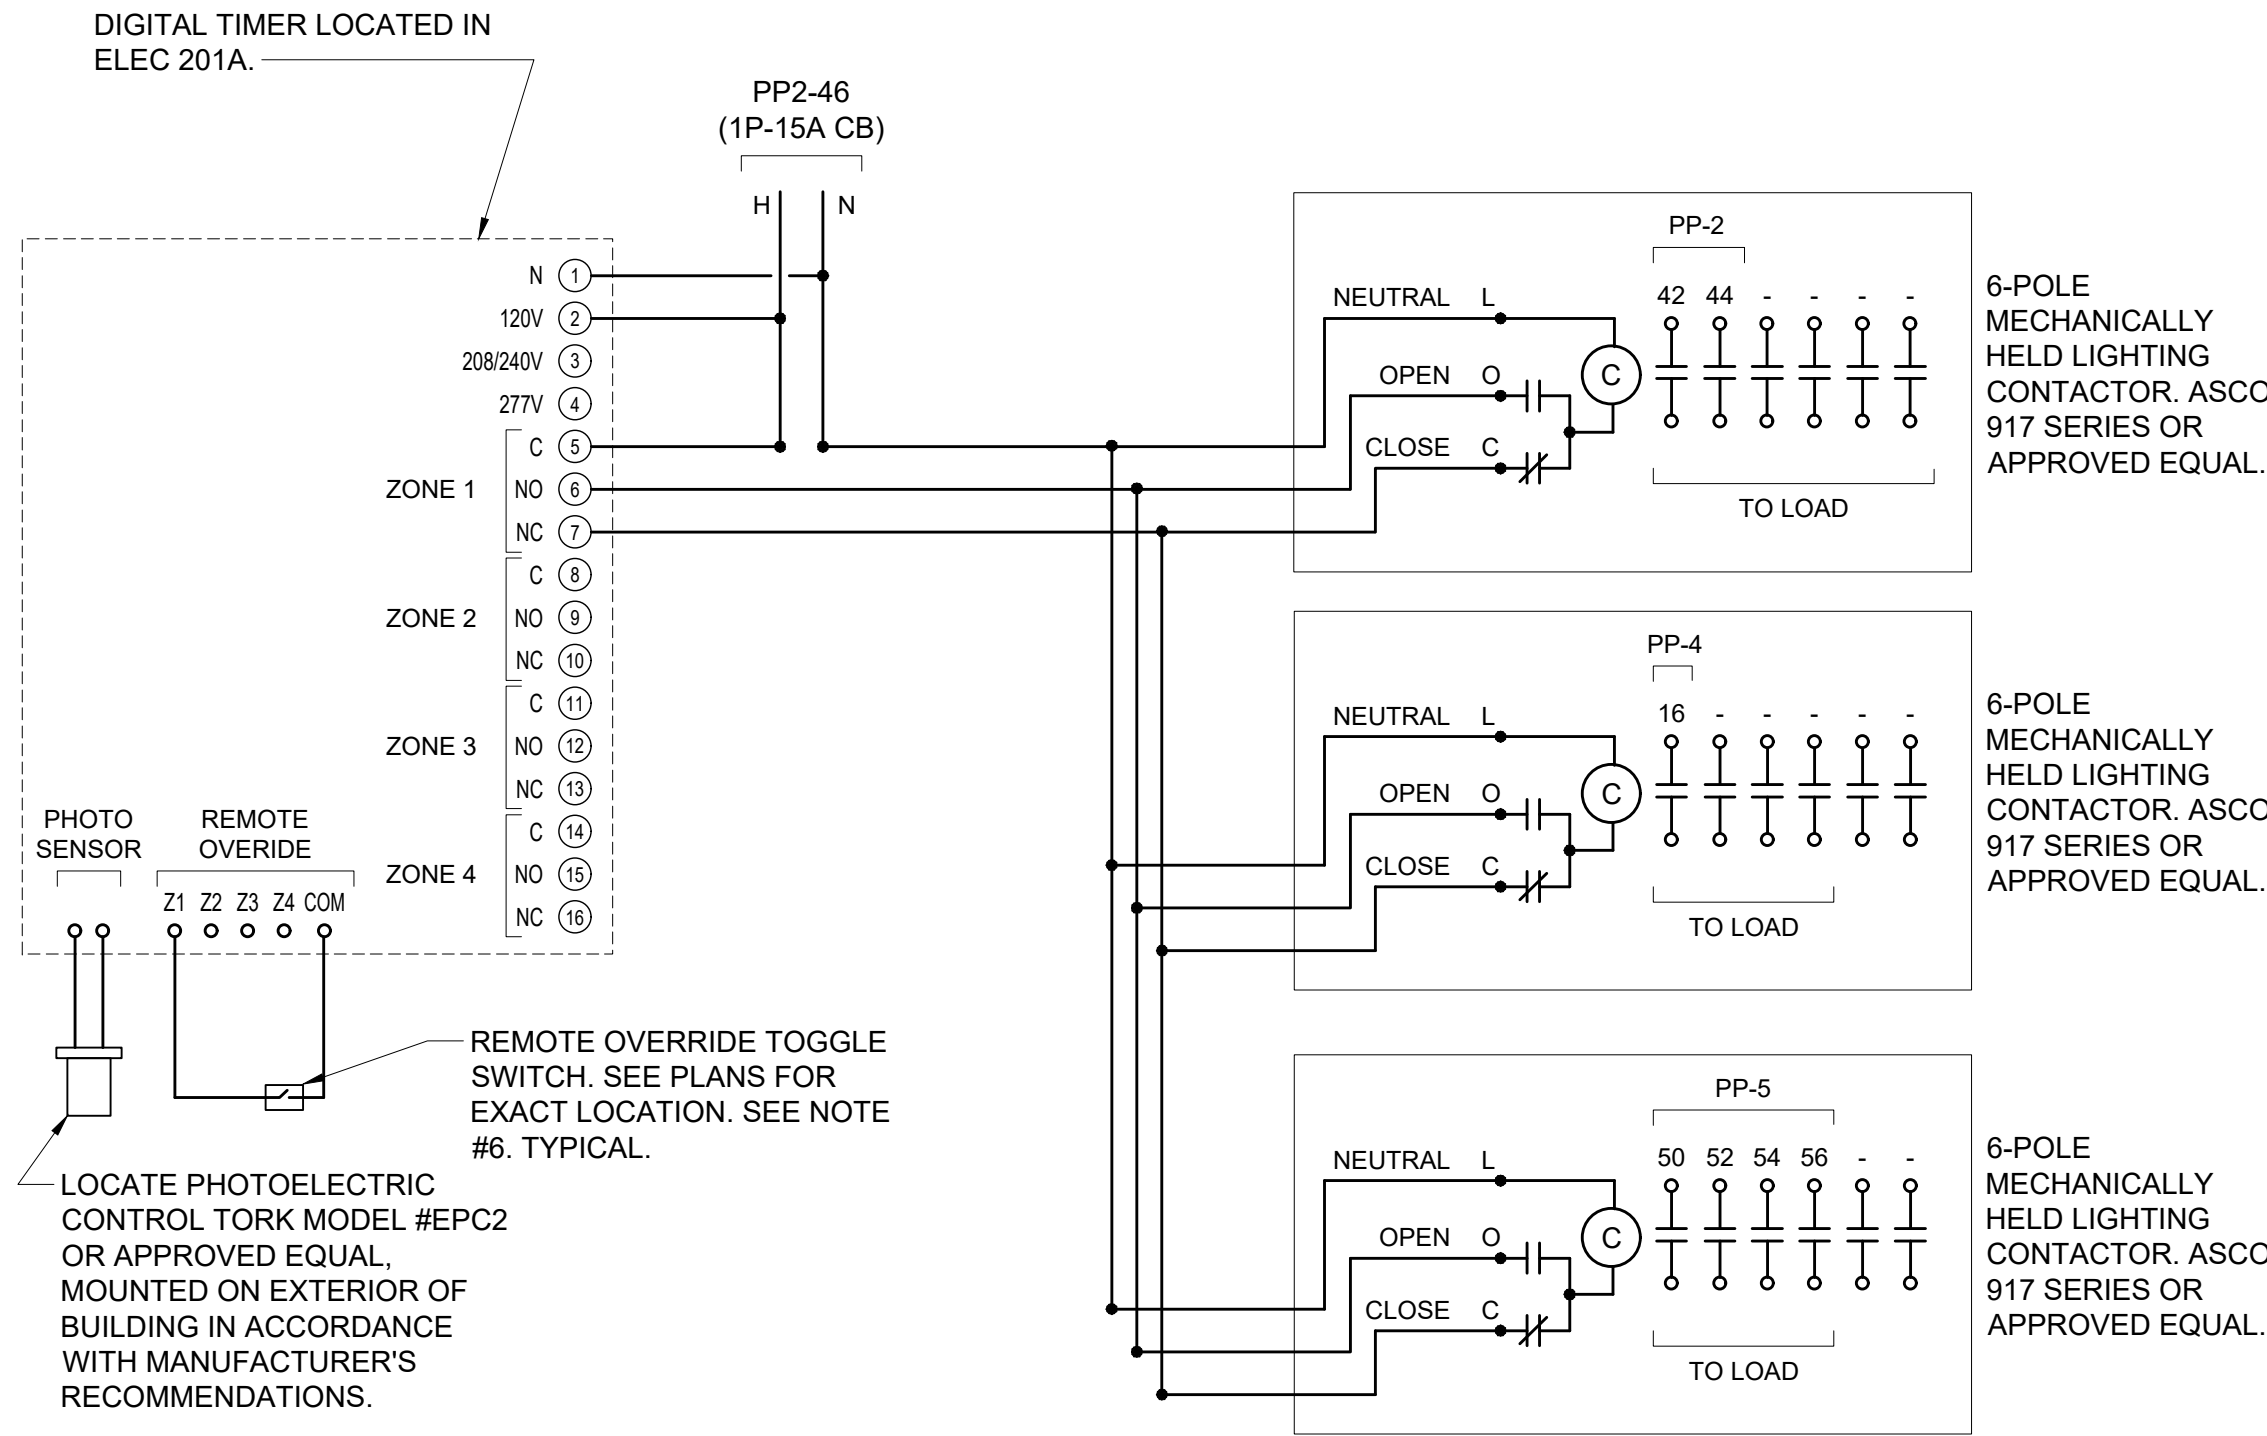 DIGITAL TIMER LOCATED IN
ELEC 201A.
PP2-46
(1P-15A CB)
H N
N 1
120V 2
208/240V 3
277V 4
ZONE 1
C 5
NO 6
NC 7
ZONE 2
C 8
NO 9
NC 10
ZONE 3
C 11
NO 12
NC 13
ZONE 4
C 14
NO 15
NC 16
PHOTO
SENSOR
REMOTE
OVERIDE
Z1 Z2 Z3 Z4 COM
REMOTE OVERRIDE TOGGLE
SWITCH. SEE PLANS FOR
EXACT LOCATION. SEE NOTE
#6. TYPICAL.
LOCATE PHOTOELECTRIC
CONTROL TORK MODEL #EPC2
OR APPROVED EQUAL,
MOUNTED ON EXTERIOR OF
BUILDING IN ACCORDANCE
WITH MANUFACTURER'S
RECOMMENDATIONS.
PP-2
42 44 - - - -
NEUTRAL L
OPEN O
CLOSE C
C
TO LOAD
6-POLE
MECHANICALLY
HELD LIGHTING
CONTACTOR. ASCO
917 SERIES OR
APPROVED EQUAL.
PP-4
16 - - - - -
NEUTRAL L
OPEN O
CLOSE C
C
TO LOAD
6-POLE
MECHANICALLY
HELD LIGHTING
CONTACTOR. ASCO
917 SERIES OR
APPROVED EQUAL.
PP-5
50 52 54 56 - -
NEUTRAL L
OPEN O
CLOSE C
C
TO LOAD
6-POLE
MECHANICALLY
HELD LIGHTING
CONTACTOR. ASCO
917 SERIES OR
APPROVED EQUAL.